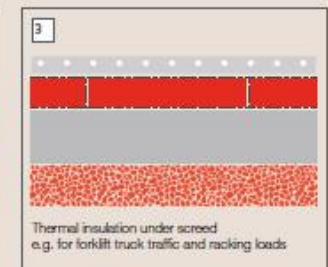 3
Thermal insulation under screed
e.g. for forklift truck traffic and racking loads